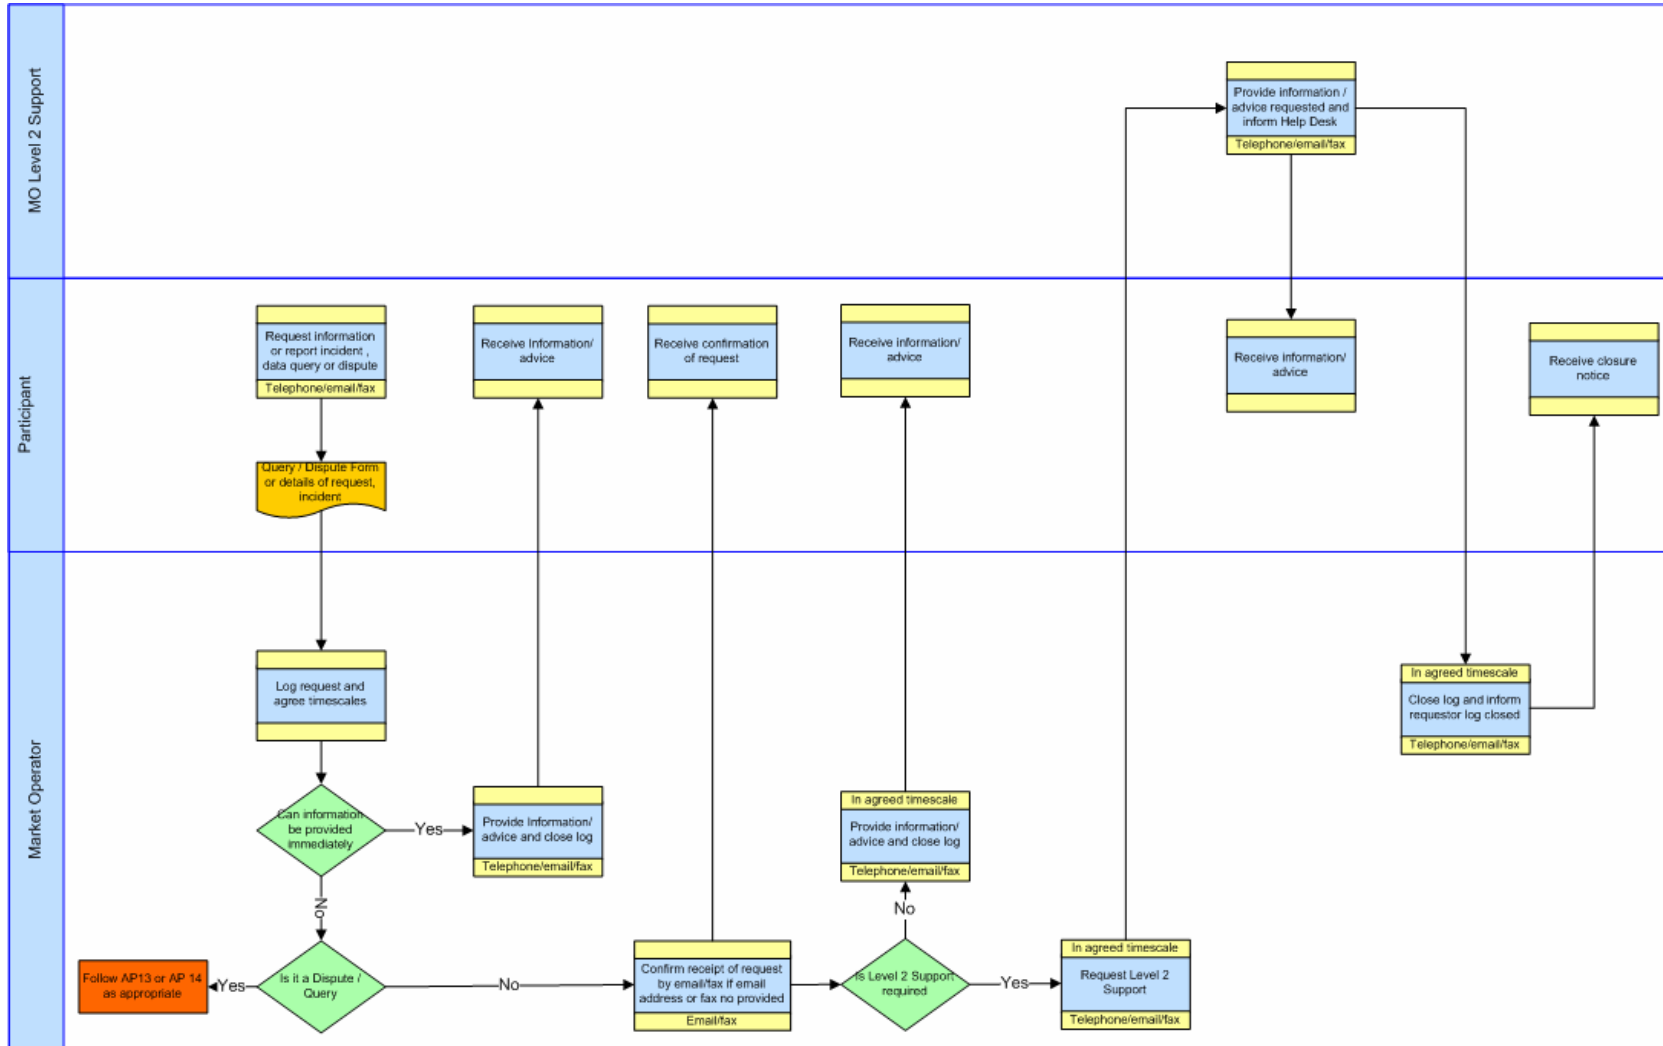 MO Level 2 Support
Provide information /
advice requested and
inform Help Desk
Telephone/email/fax
Participant
Request information
or report incident ,
data query or dispute
Telephone/email/fax
Receive Information/
advice
Receive confirmation
of request
Receive information/
advice
Receive information/
advice
Receive closure
notice
Query / Dispute Form
or details of request,
incident
Market Operator
Log request and
agree timescales
In agreed timescale
Close log and inform
requestor log closed
Telephone/email/fax
Can information
be provided
immediately
Yes
Provide Information/
advice and close log
Telephone/email/fax
In agreed timescale
Provide information/
advice and close log
Telephone/email/fax
No
No
Follow AP13 or AP 14
as appropriate
Yes
Is it a Dispute /
Query
No
Confirm receipt of request
by email/fax if email
address or fax no provided
Email/fax
Is Level 2 Support
required
Yes
In agreed timescale
Request Level 2
Support
Telephone/email/fax